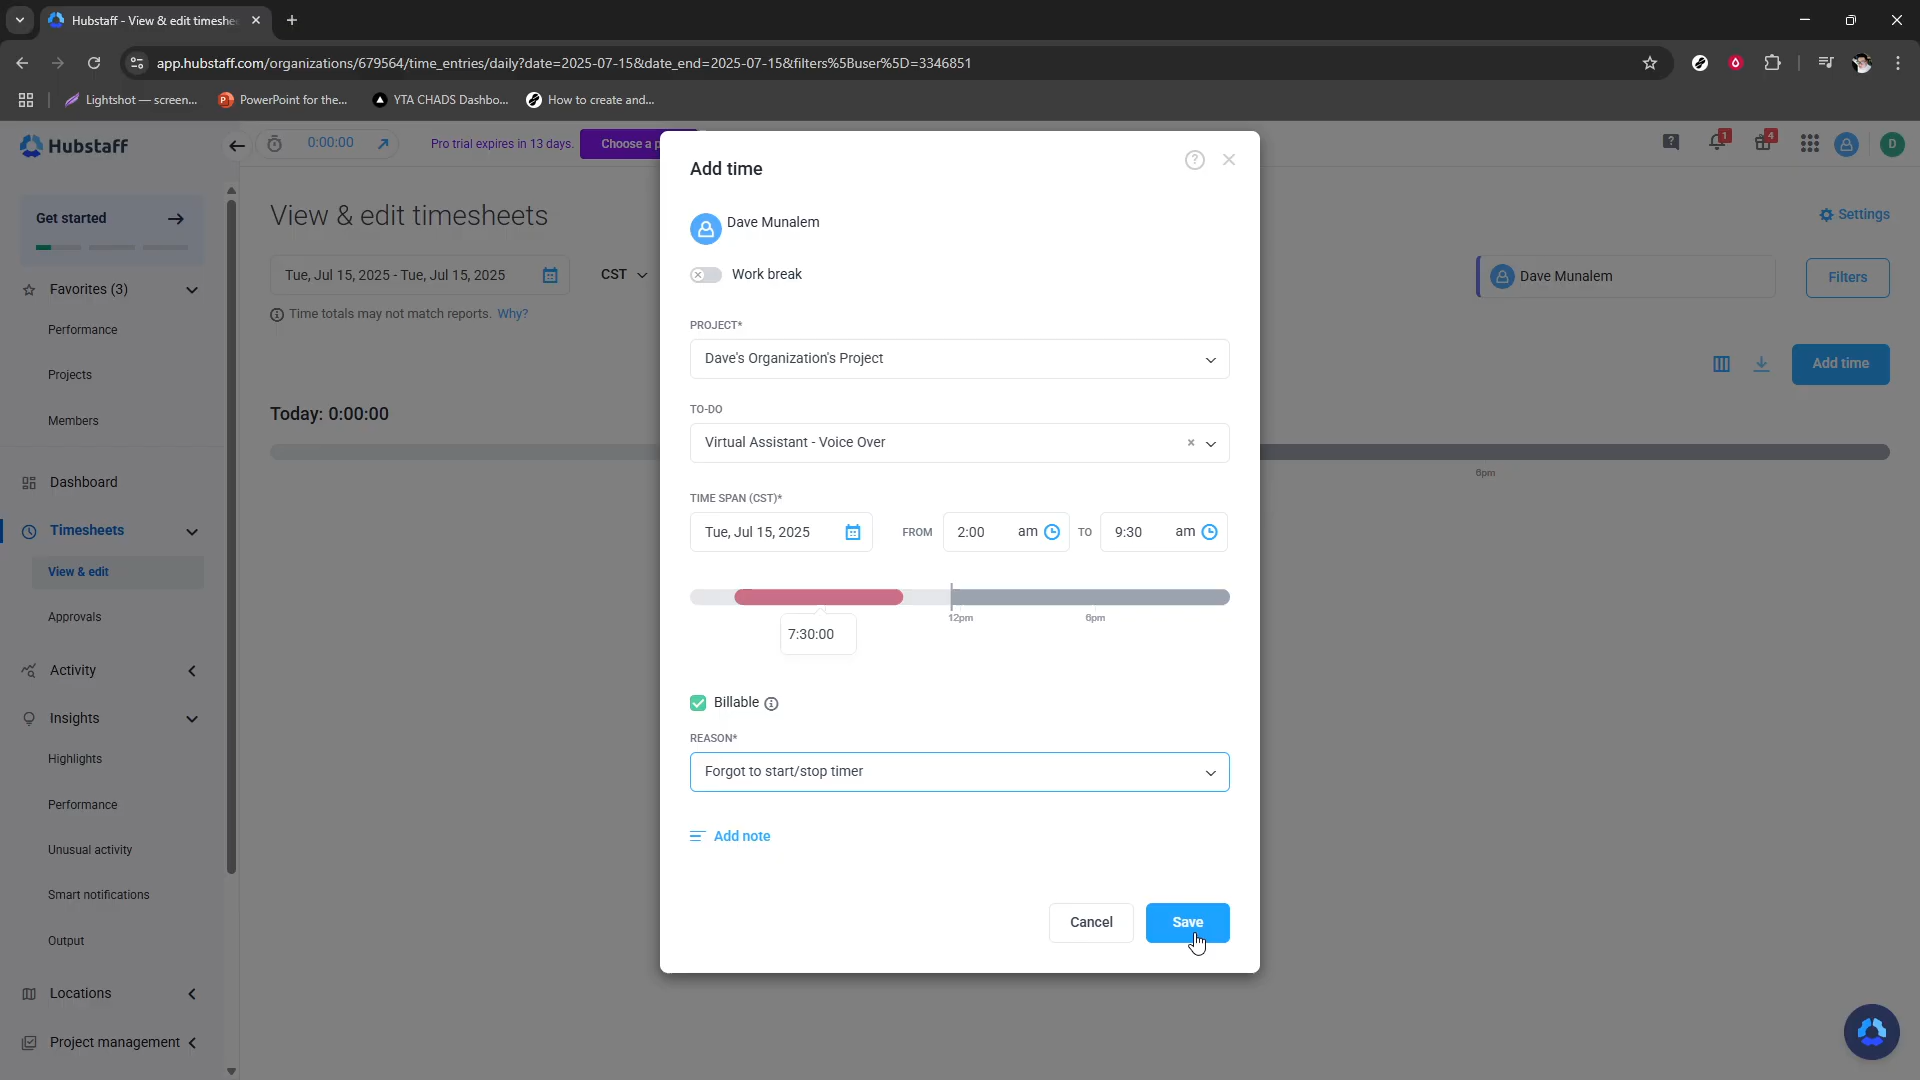 Hubstaff - View & edit timeshe
app.hubstaff.com/organizations/679564/time_entries/daily?date=2025-07-15&date_end=2025-07-15&filters%5Buser%5D=3346851
Lightshot — screen...
PowerPoint for the...
YTA CHADS Dashbo...
How to create and...
Hubstaff
0:00:00
Pro trial expires in 13 days.
Choose a p
1
4
D
Get started
Favorites (3)
Performance
Projects
Members
Dashboard
Timesheets
View & edit
Approvals
Activity
Insights
Highlights
Performance
Unusual activity
Smart notifications
Output
Locations
Project management
View & edit timesheets
Settings
Tue, Jul 15, 2025 - Tue, Jul 15, 2025
CST
Dave Munalem
Filters
Time totals may not match reports. Why?
Add time
Today: 0:00:00
6pm
Add time
Dave Munalem
Work break
PROJECT*
Dave's Organization's Project
TO-DO
Virtual Assistant - Voice Over
TIME SPAN (CST)*
Tue, Jul 15, 2025 FROM 2:00 am TO 9:30 am
12pm 6pm
7:30:00
Billable
REASON*
Forgot to start/stop timer
Add note
Cancel
Save